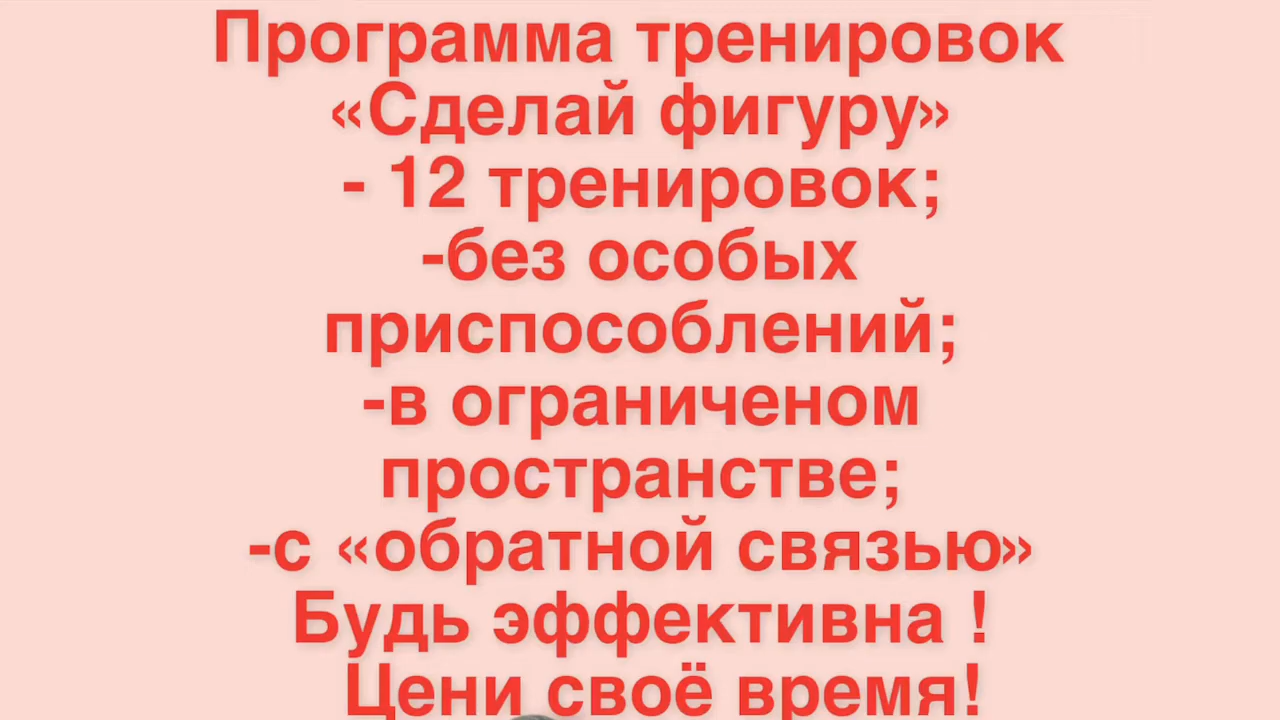 Программа тренировок
«Сделай фигуру»
- 12 тренировок;
-без особых
приспособлений;
-в ограниченом
пространстве;
-с «обратной связью»
Будь эффективна !
Цени своё время!